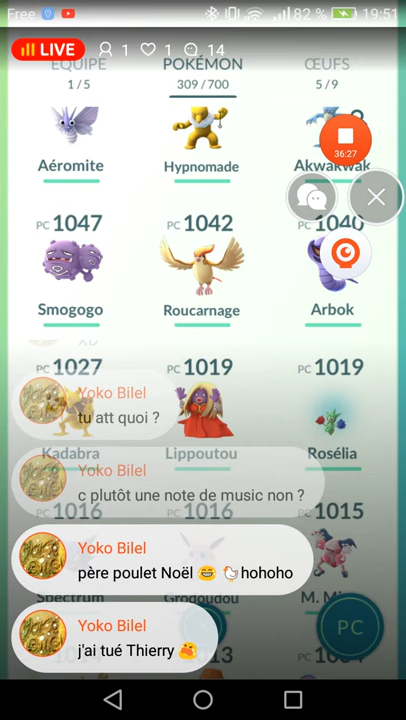 Free
82 %
19:51
LIVE
1
1
14
ÉQUIPE
POKÉMON
ŒUFS
1 / 5
309 / 700
5 / 9
Aéromite
Hypnomade
Akwakwak
36:27
PC 1047
PC 1042
PC 1040
Smogogo
Roucarnage
Arbok
XD
PC 1027
PC 1019
PC 1019
Yoko Bilel
tu att quoi ?
Kadabra
Lippoutou
Rosélia
Yoko Bilel
c plutôt une note de music non ?
PC 1016
PC 1016
PC 1015
Yoko Bilel
père poulet Noël 😂 🐔hohoho
Spectrum
Grodoudou
M. Mime
PC
Yoko Bilel
j'ai tué Thierry 😲